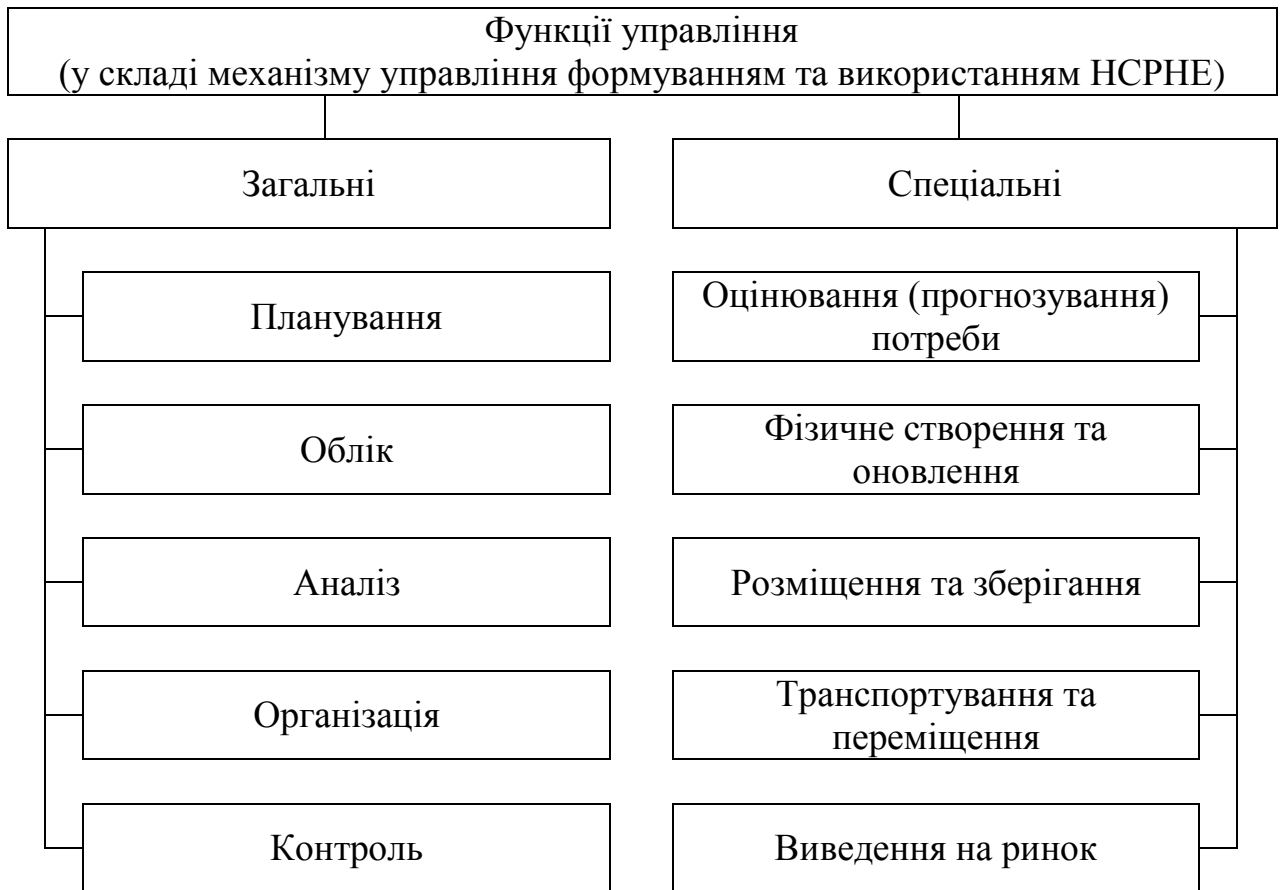 Функції управління
(у складі механізму управління формуванням та використанням НСРНЕ)
Загальні
Спеціальні
Планування
Оцінювання (прогнозування)
потреби
Облік
Фізичне створення та
оновлення
Аналіз
Розміщення та зберігання
Організація
Транспортування та
переміщення
Контроль
Виведення на ринок